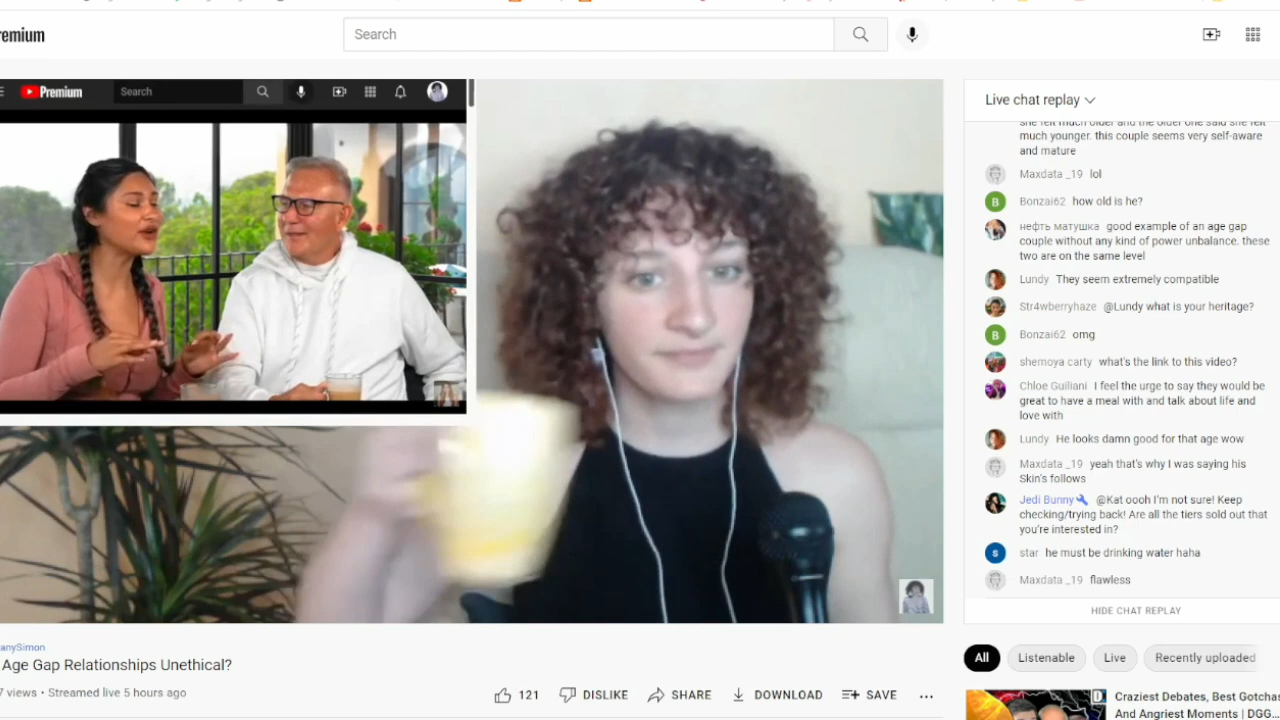 remium
Search
Premium
Search
Live chat replay
she felt much older and the older one said she felt
much younger. this couple seems very self-aware
and mature
Maxdata _19 lol
B
Bonzai62 how old is he?
нефть матушка good example of an age gap
couple without any kind of power unbalance. these
two are on the same level
Lundy They seem extremely compatible
Str4wberryhaze @Lundy what is your heritage?
B
Bonzai62 omg
shemoya carty what's the link to this video?
Chloe Guiliani I feel the urge to say they would be
great to have a meal with and talk about life and
love with
Lundy He looks damn good for that age wow
Maxdata _19 yeah that's why I was saying his
Skin's follows
Jedi Bunny @Kat oooh I'm not sure! Keep
checking/trying back! Are all the tiers sold out that
you're interested in?
s
star he must be drinking water haha
Maxdata _19 flawless
HIDE CHAT REPLAY
anySimon
Age Gap Relationships Unethical?
7 views • Streamed live 5 hours ago
121
DISLIKE
SHARE
DOWNLOAD
SAVE
All
Listenable
Live
Recently uploaded
D
Craziest Debates, Best Gotchas
And Angriest Moments | DGG...